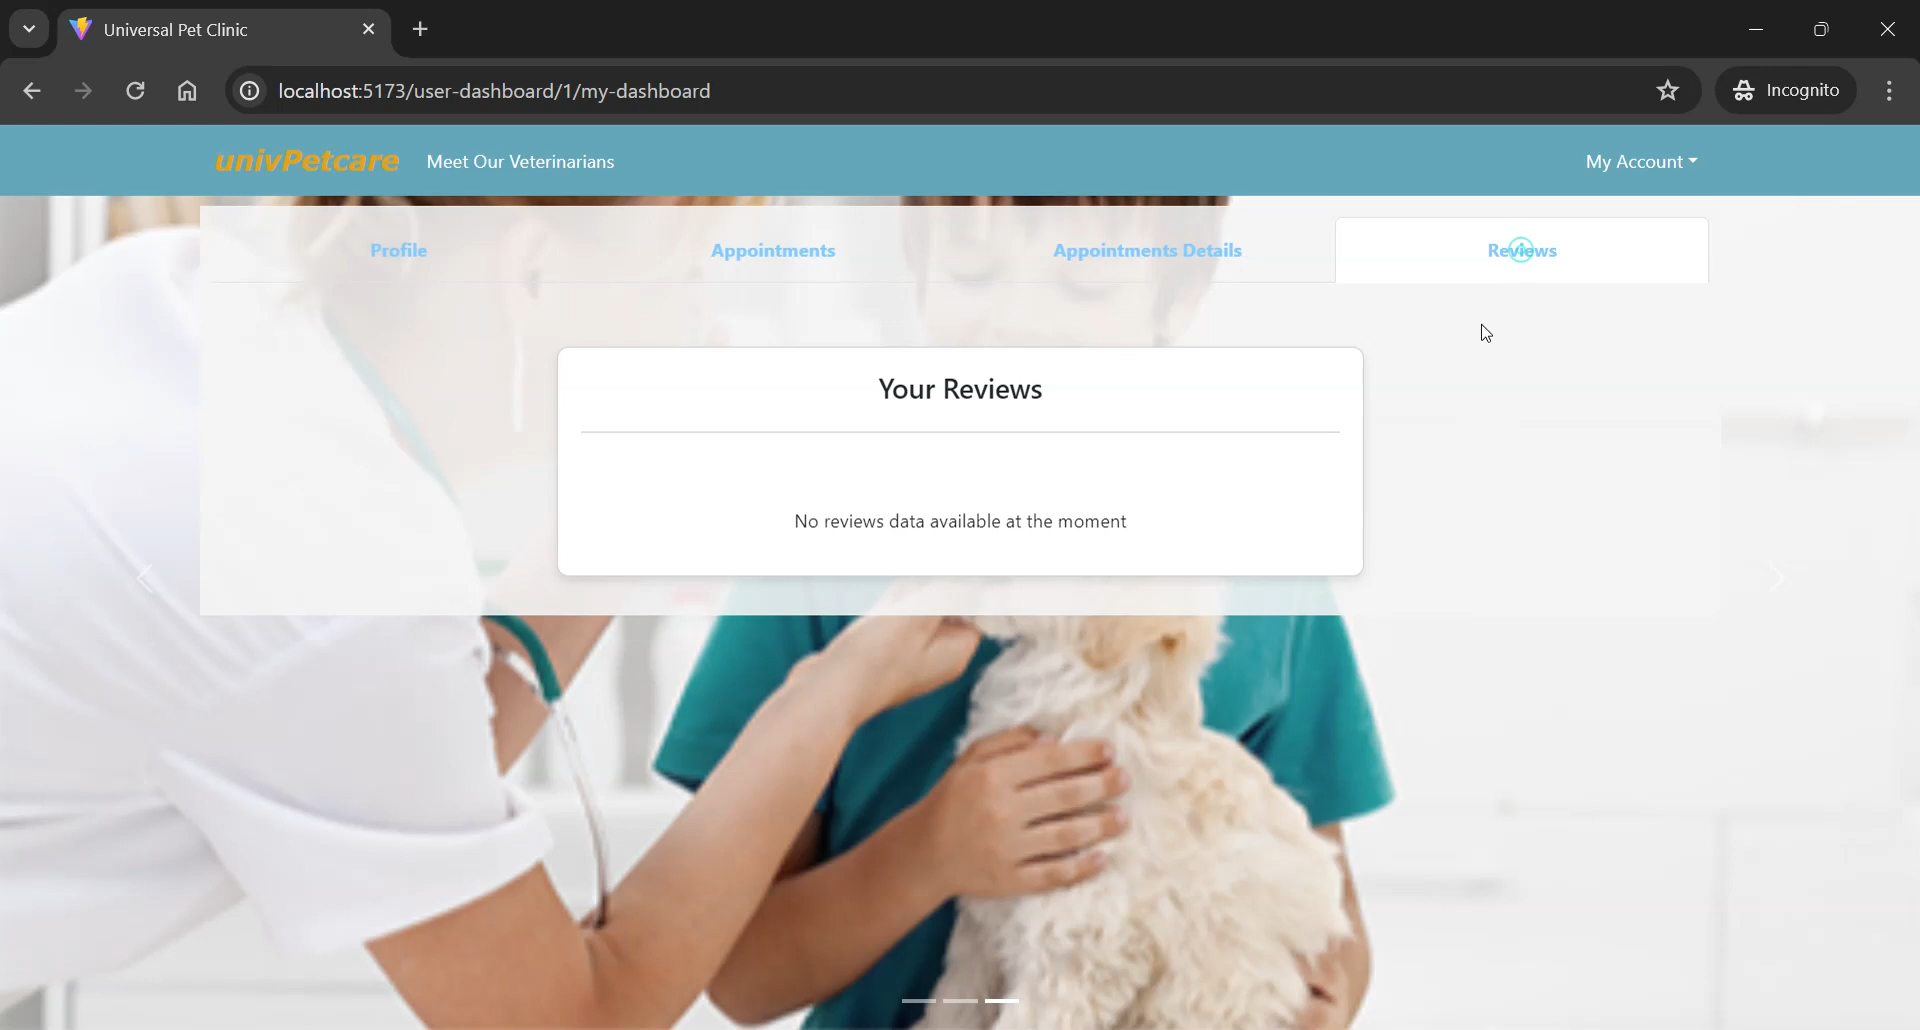 Universal Pet Clinic
localhost:5173/user-dashboard/1/my-dashboard
Incognito
univPetcare
Meet Our Veterinarians
My Account
Profile
Appointments
Appointments Details
Reviews
Your Reviews
No reviews data available at the moment